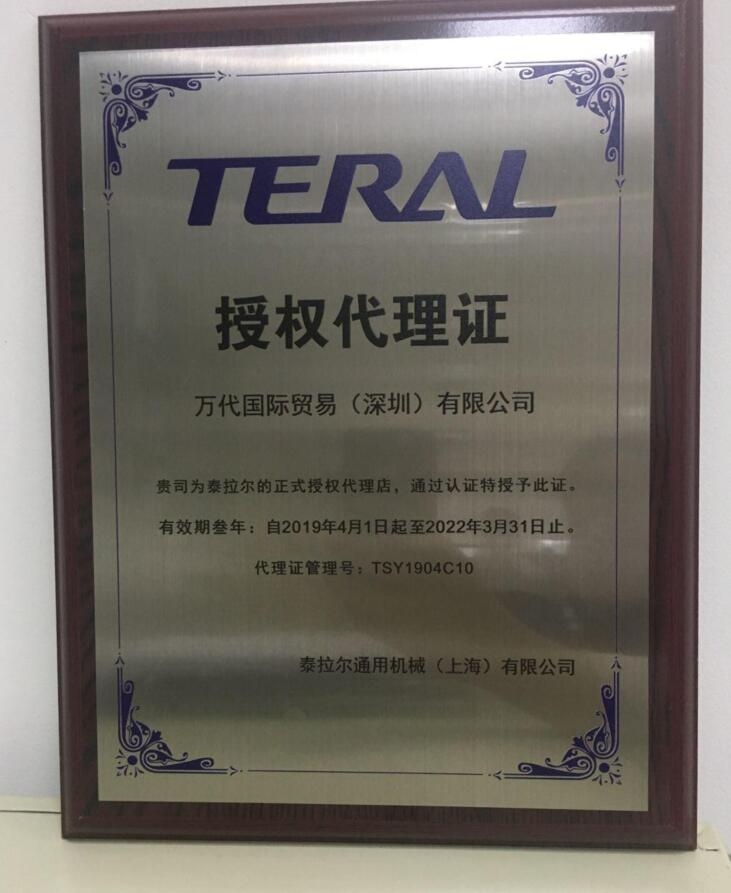 TERAL
授权代理证
万代国际贸易（深圳）有限公司
贵司为泰拉尔的正式授权代理店，通过认证特授予此证。
有效期叁年：自2019年4月1日起至2022年3月31日止。
代理证管理号：TSY1904C10
泰拉尔通用机械（上海）有限公司